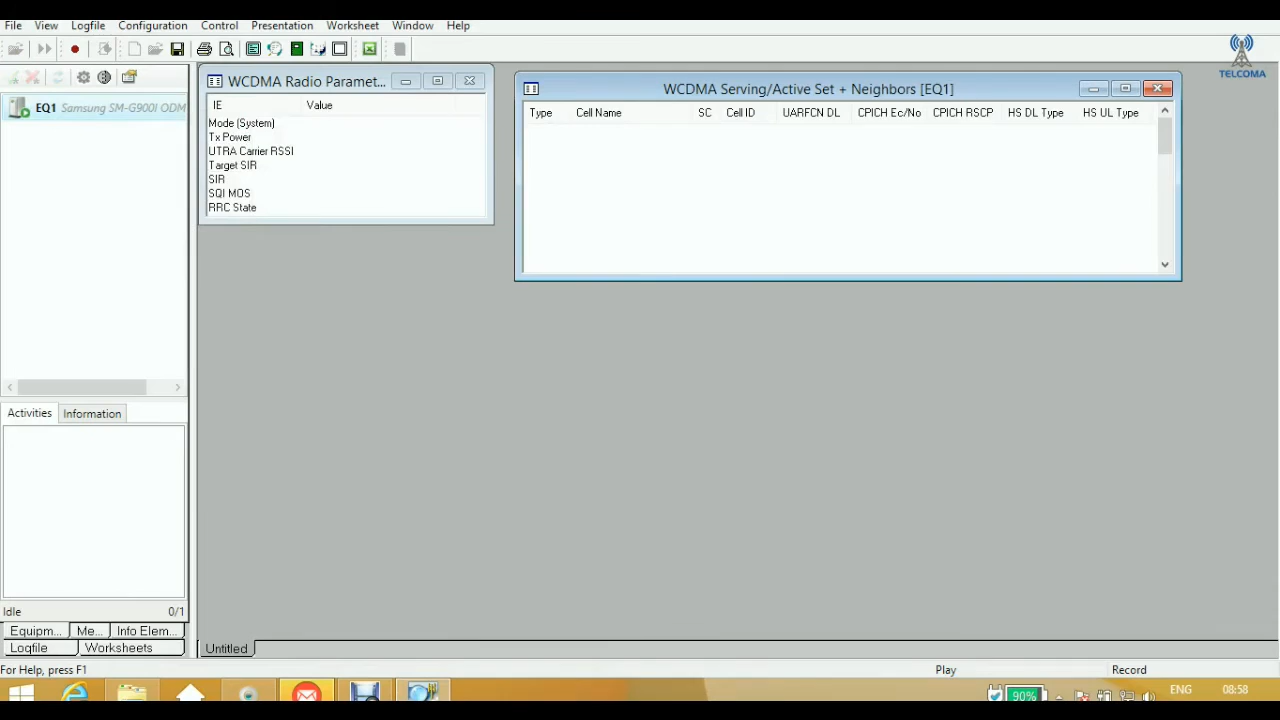 File View Logfile Configuration Control Presentation Worksheet Window Help
TELCOMA
EQ1 Samsung SM-G900I ODM
WCDMA Radio Paramet...
IE Value
Mode (System)
Tx Power
UTRA Carrier RSSI
Target SIR
SIR
SQI MOS
RRC State
WCDMA Serving/Active Set + Neighbors [EQ1]
Type Cell Name SC Cell ID UARFCN DL CPICH Ec/No CPICH RSCP HS DL Type HS UL Type
Activities Information
Idle 0/1
Equipm... Me... Info Elem...
Logfile Worksheets
Untitled
For Help, press F1 Play Record
90% ENG 08:58